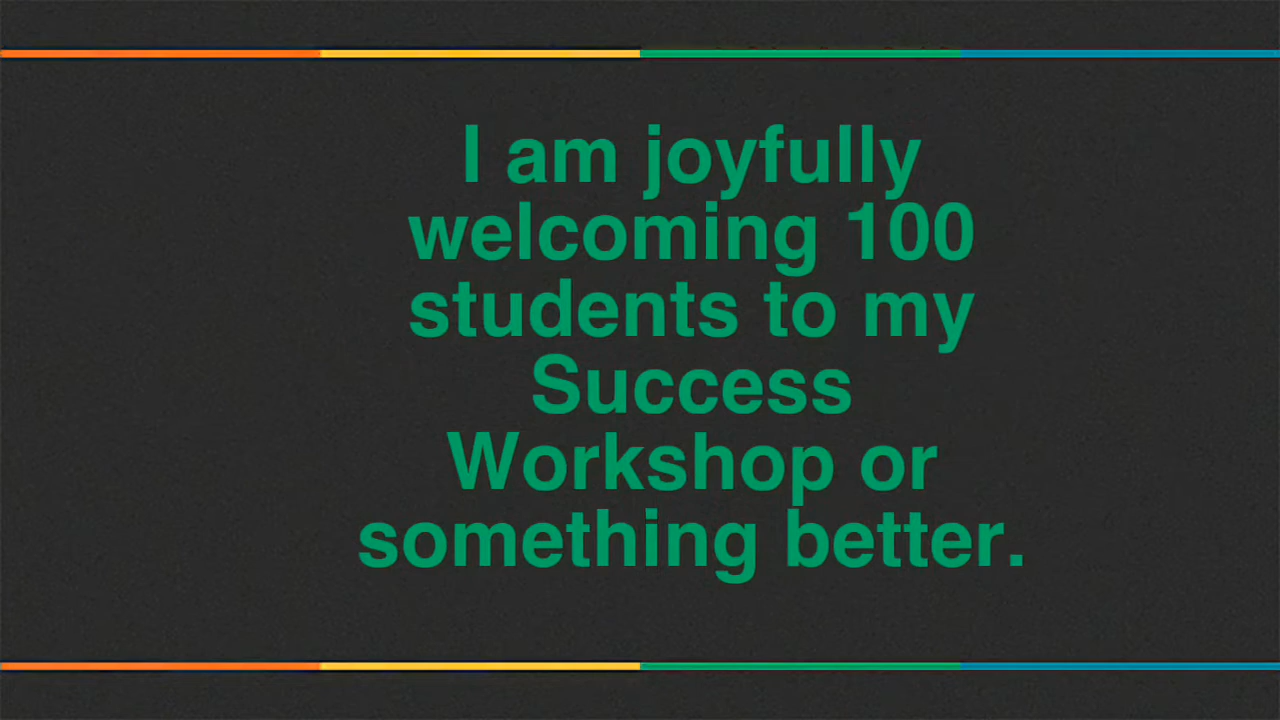 I am joyfully
welcoming 100
students to my
Success
Workshop or
something better.